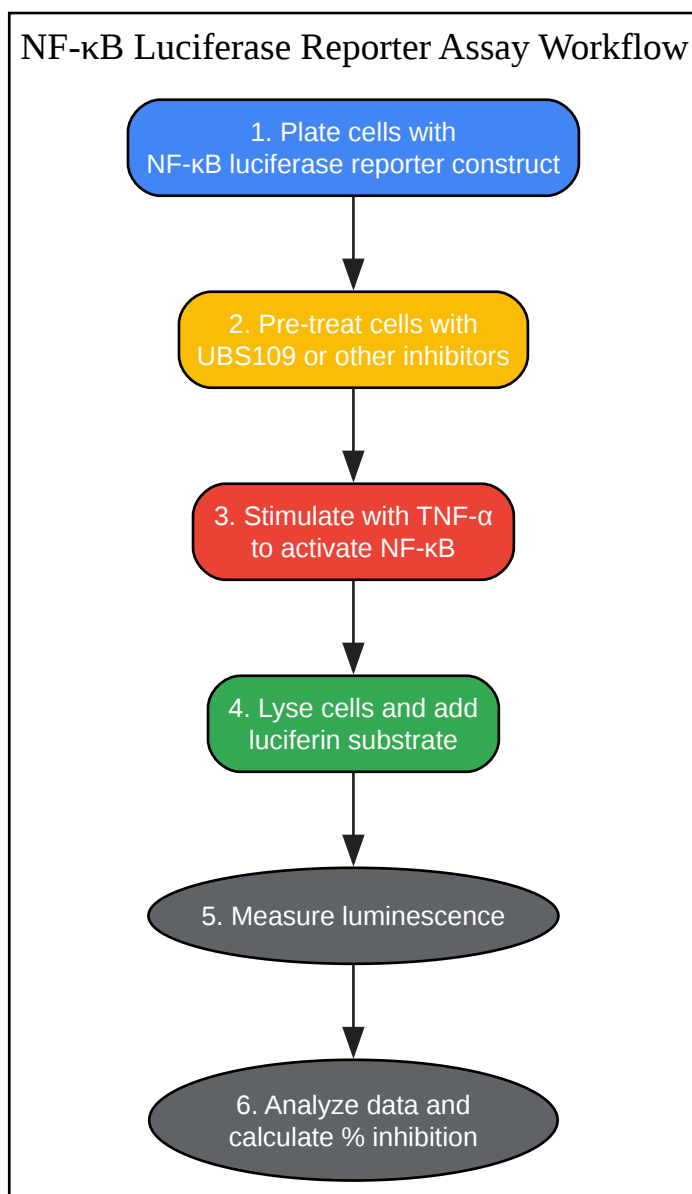 NF-κB Luciferase Reporter Assay Workflow
1. Plate cells with
NF-κB luciferase reporter construct
2. Pre-treat cells with
UBS109 or other inhibitors
3. Stimulate with TNF-α
to activate NF-κB
4. Lyse cells and add
luciferin substrate
5. Measure luminescence
6. Analyze data and
calculate % inhibition